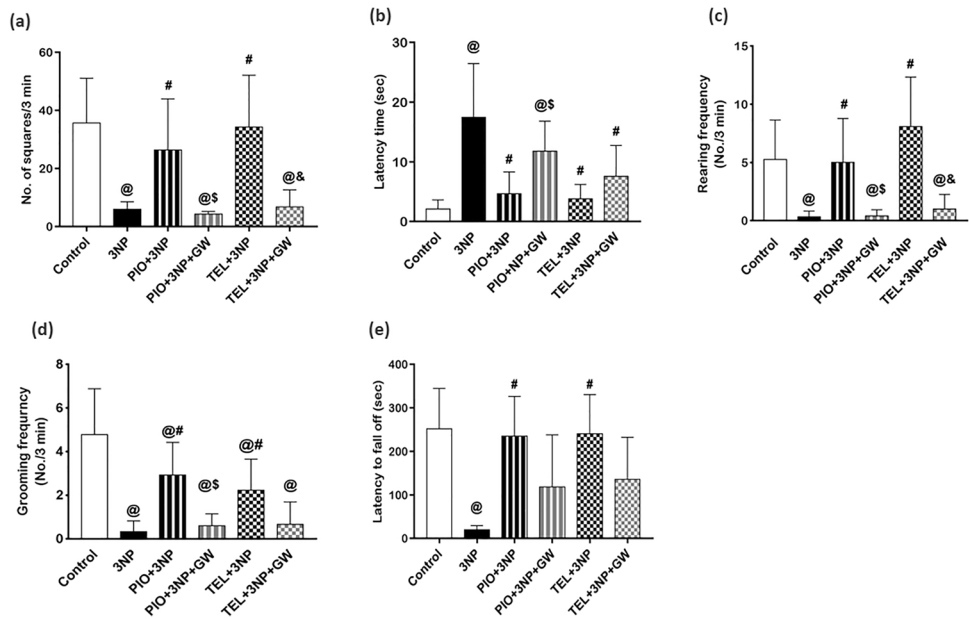 (a)
No. of squares/3 min
60
40
20
0
@
#
@$
#
@&
Control
3NP
PIO+3NP
PIO+3NP+GW
TEL+3NP
TEL+3NP+GW
(b)
Latency time (sec)
30
20
10
0
@
#
@$
#
#
Control
3NP
PIO+3NP
PIO+NP+GW
TEL+3NP
TEL+3NP+GW
(c)
Rearing frequency
(No./3 min)
15
10
5
0
@
#
@$
#
@&
Control
3NP
PIO+3NP
PIO+3NP+GW
TEL+3NP
TEL+3NP+GW
(d)
Grooming frequrncy
(No./3 min)
8
6
4
2
0
@
@#
@$
@#
@
Control
3NP
PIO+3NP
PIO+3NP+GW
TEL+3NP
TEL+3NP+GW
(e)
Latency to fall off (sec)
400
300
200
100
0
@
#
#
Control
3NP
PIO+3NP
PIO+3NP+GW
TEL+3NP
TEL+3NP+GW